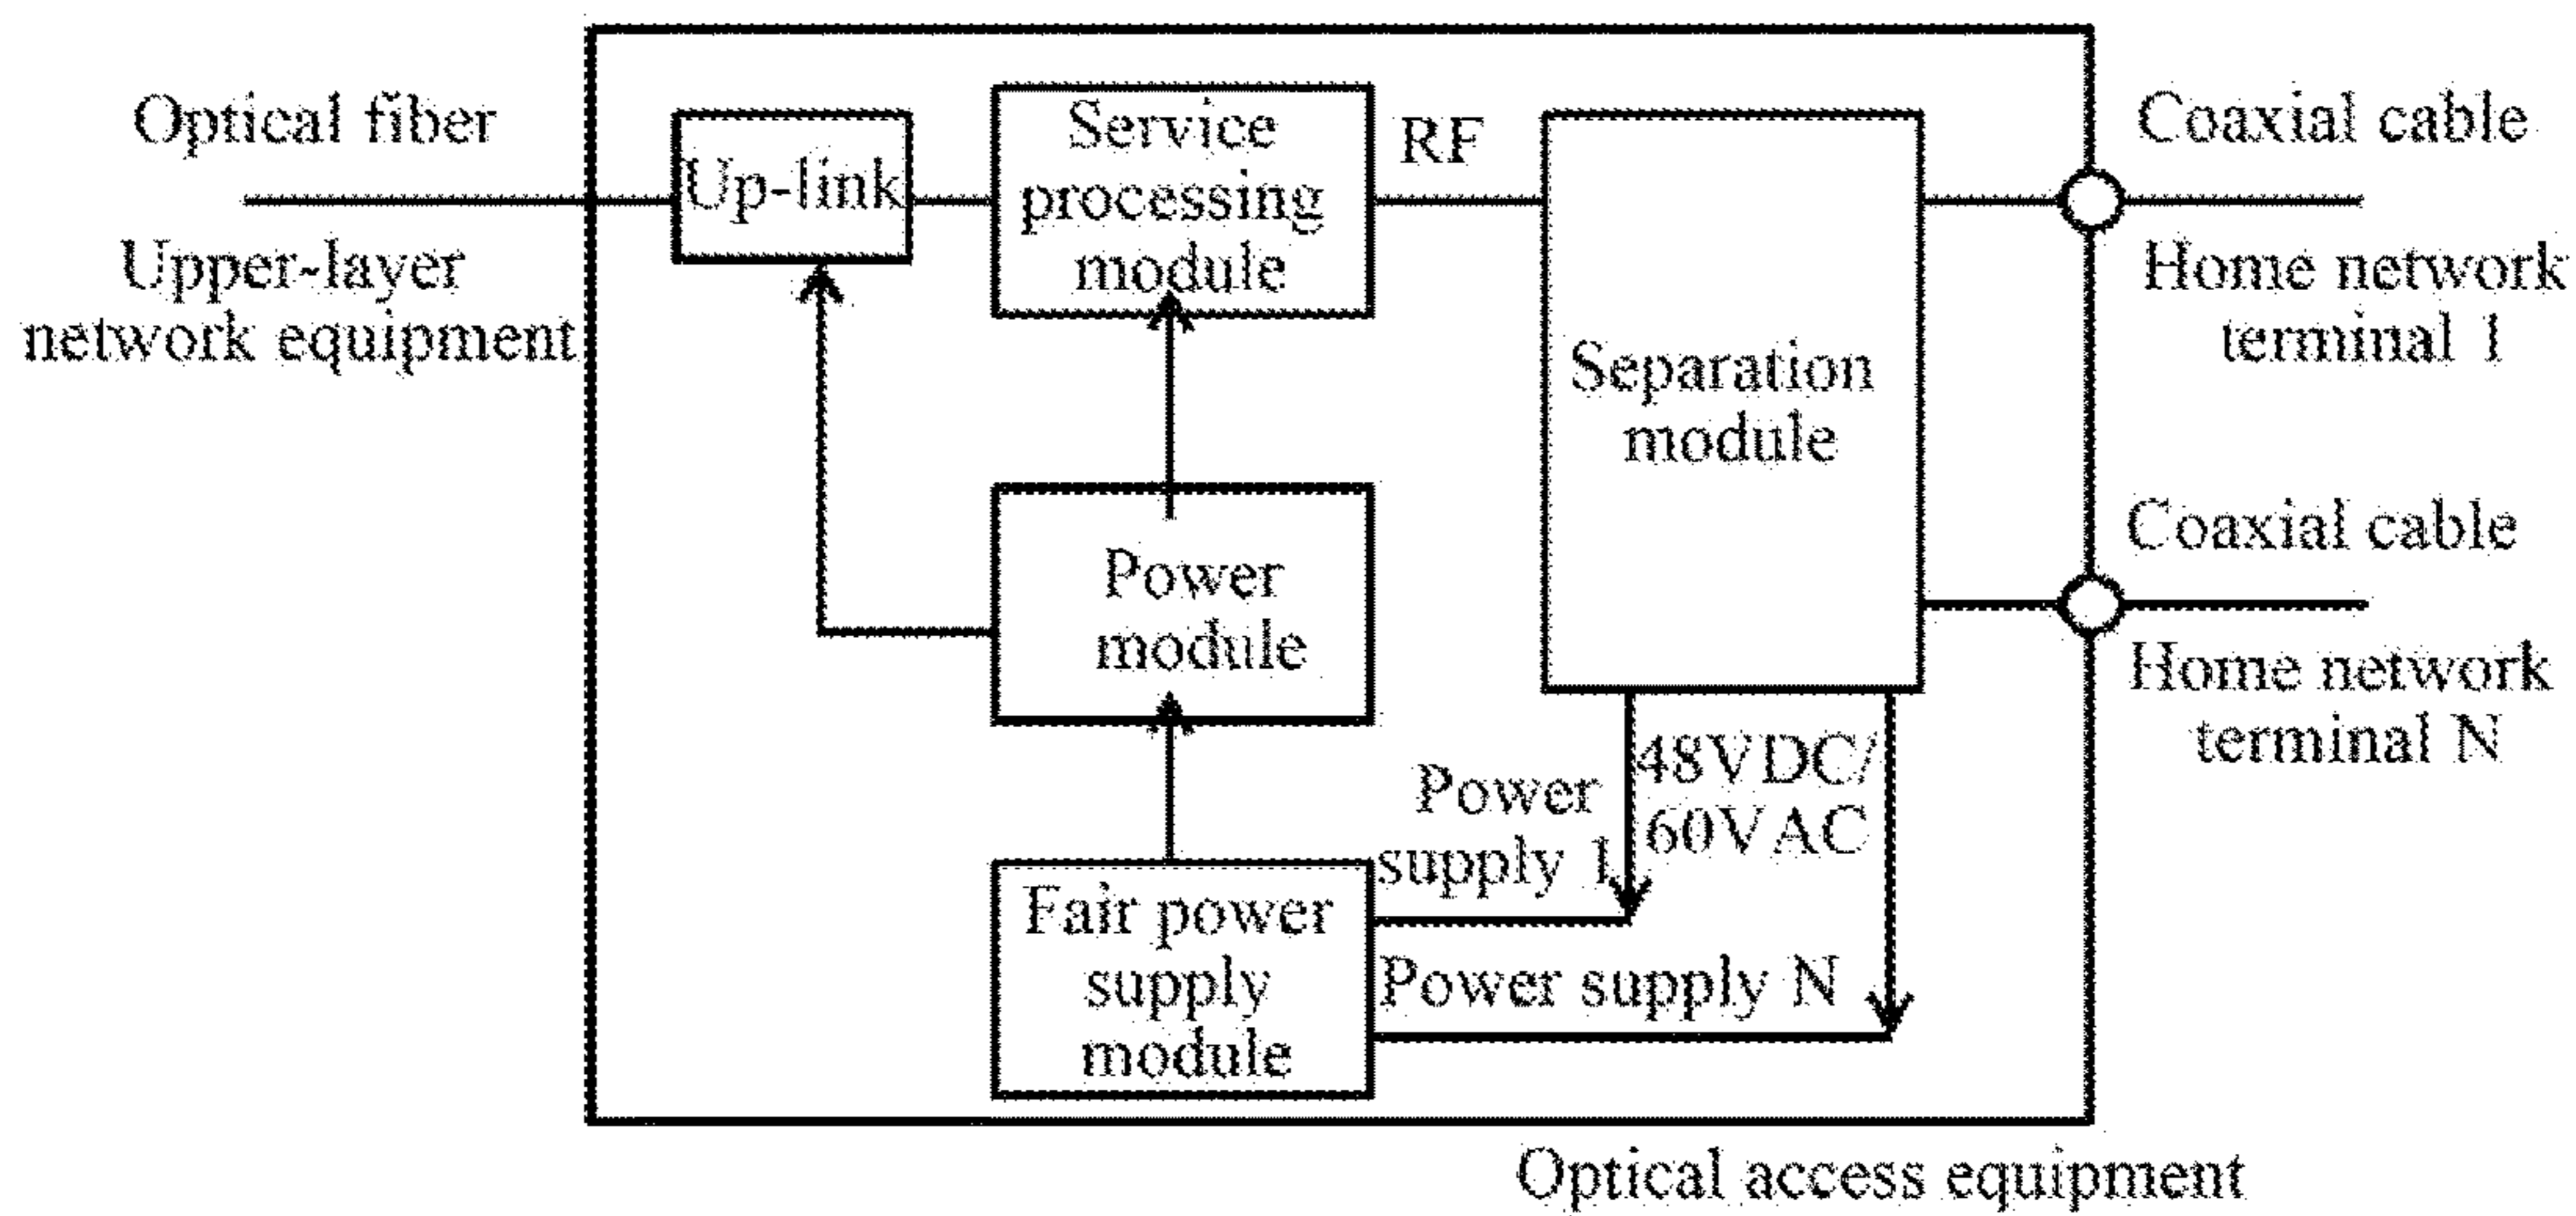 Optical fiber
Upper-layer
network equipment
Up-link
Service
processing
module
RF
Separation
module
Coaxial cable
Home network
terminal 1
Coaxial cable
Home network
terminal N
Power
module
Power
supply 1
48VDC/
60VAC
Fair power
supply
module
Power supply N
Optical access equipment